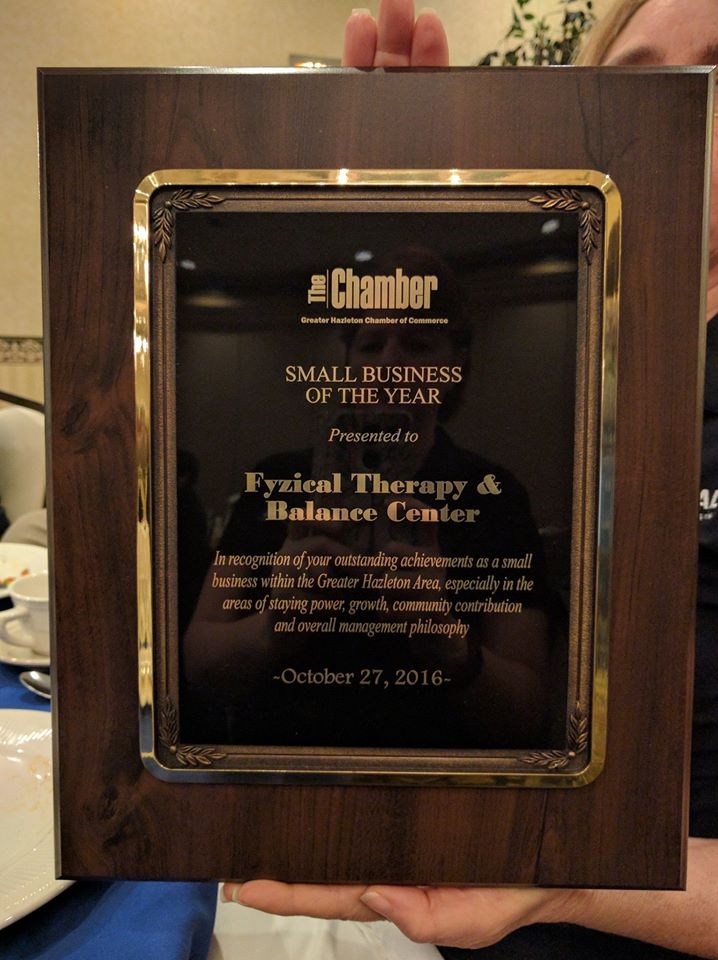 The Chamber
Greater Hazleton Chamber of Commerce
SMALL BUSINESS
OF THE YEAR
Presented to
Fyzical Therapy &
Balance Center
In recognition of your outstanding achievements as a small
business within the Greater Hazleton Area, especially in the
areas of staying power, growth, community contribution
and overall management philosophy
~October 27, 2016~